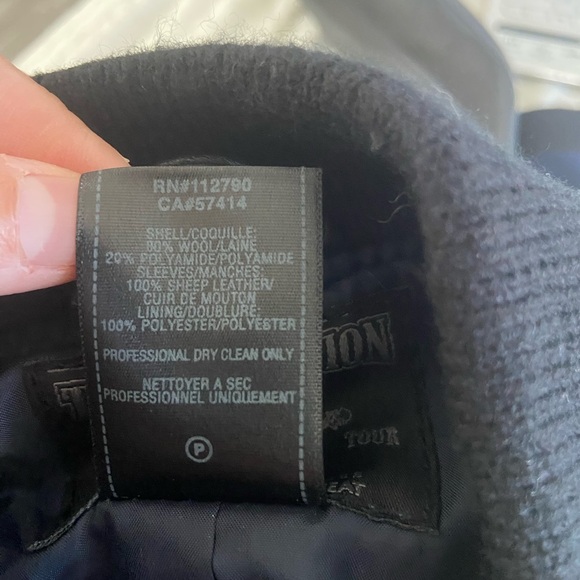 RN#112790
CA#57414
SHELL/COQUILLE:
80% WOOL/LAINE
20% POLYAMIDE/POLYAMIDE
SLEEVES/MANCHES:
100% SHEEP LEATHER/
CUIR DE MOUTON
LINING/DOUBLURE:
100% POLYESTER/POLYESTER
PROFESSIONAL DRY CLEAN ONLY
NETTOYER A SEC
PROFESSIONNEL UNIQUEMENT
P
TOUR